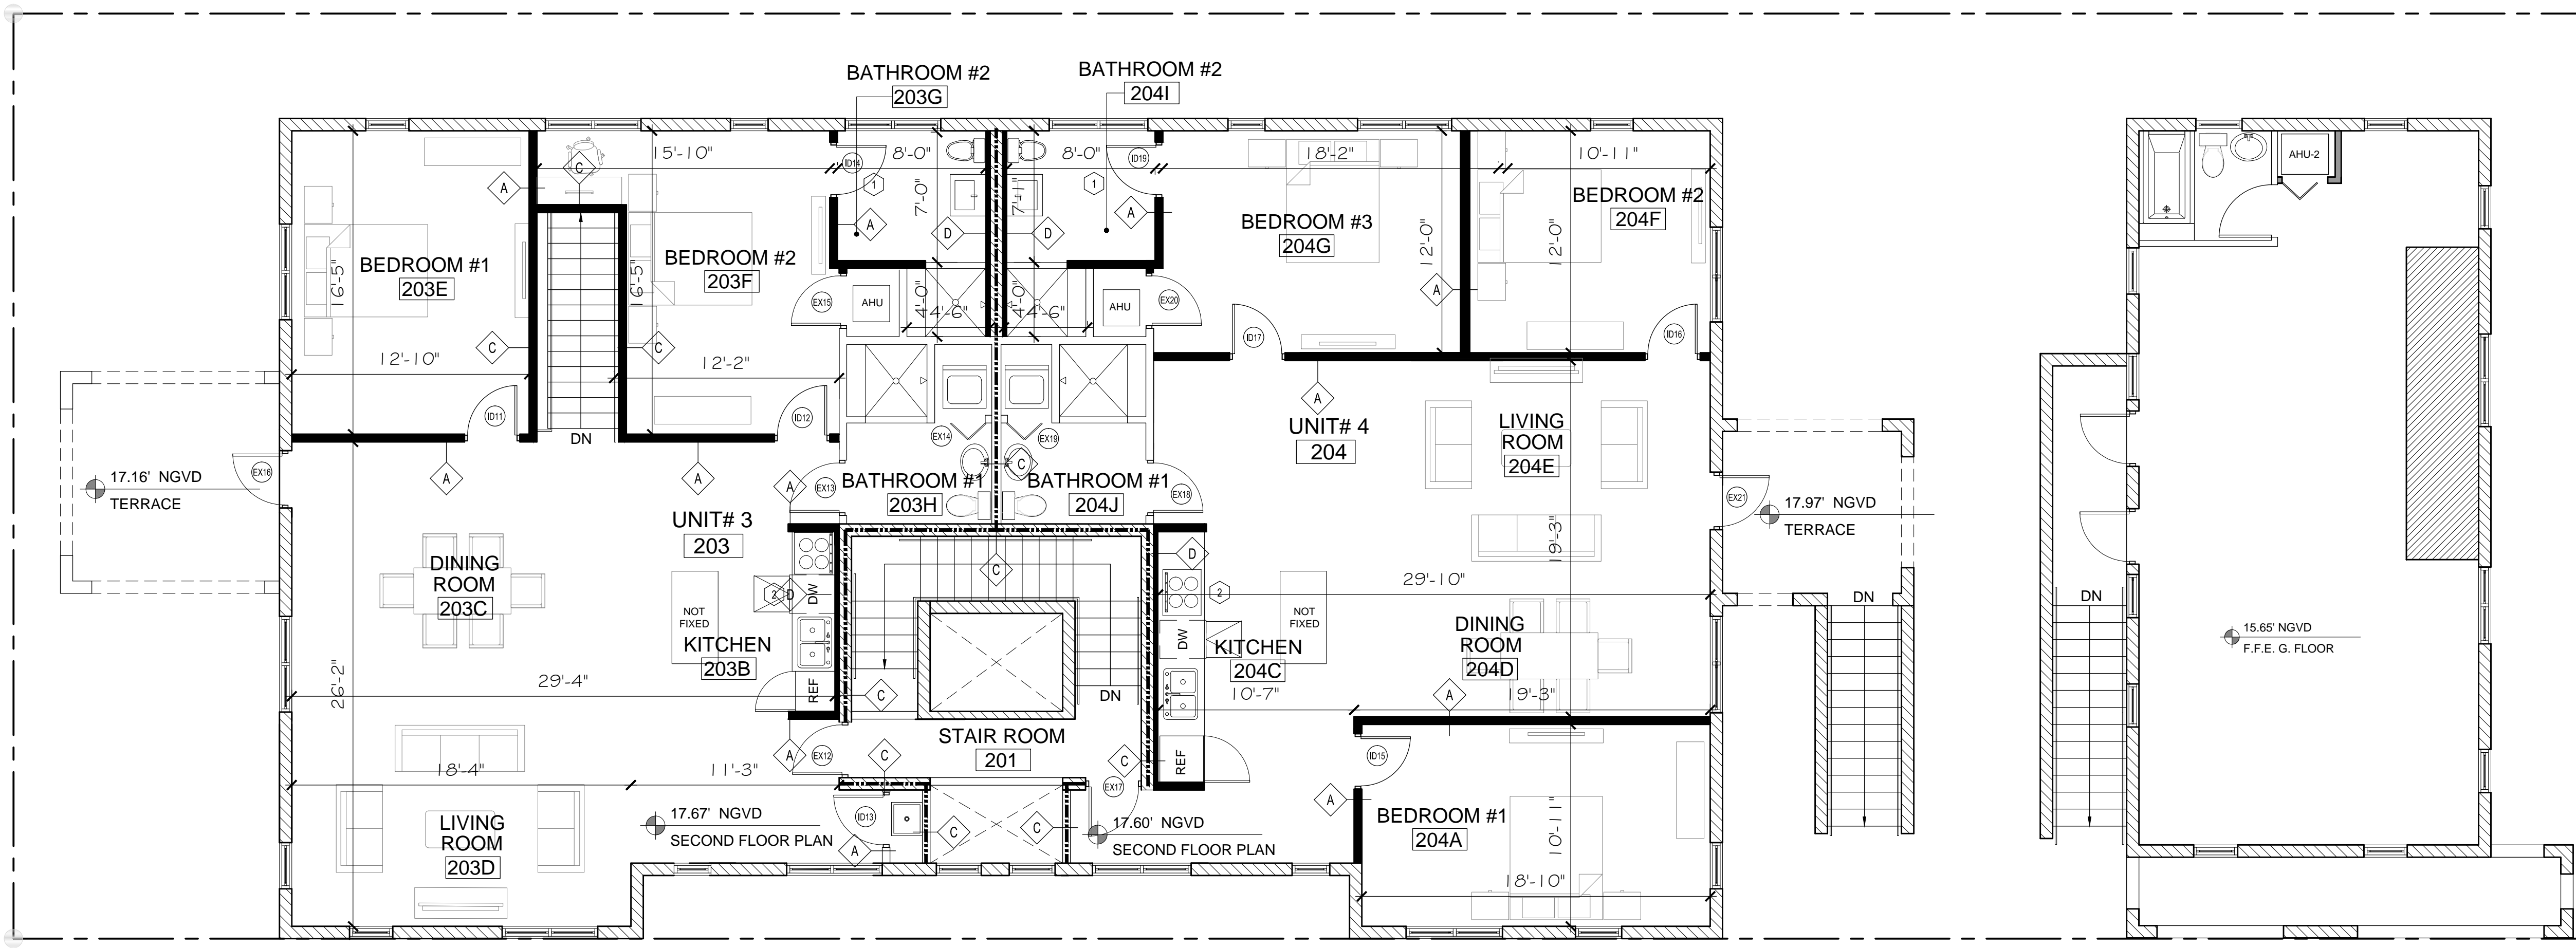 BATHROOM #2
203G
BATHROOM #2
204I
15'-10"
ID14
8'-0"
8'-0"
ID19
18'-2"
10'-11"
AHU-2
C
A
1
1
7'-0"
7'-1"
A
A
D
D
BEDROOM #1
203E
16'-5"
BEDROOM #2
203F
16'-5"
BEDROOM #3
204G
12'-0"
BEDROOM #2
204F
12'-0"
A
EX15
AHU
4'-0"
4'-6"
4'-0"
4'-6"
AHU
EX20
ID17
ID16
C
C
12'-10"
12'-2"
A
ID11
ID12
DN
EX14
EX19
UNIT# 4
204
LIVING
ROOM
204E
17.16' NGVD
TERRACE
EX16
A
A
A
EX13
C
BATHROOM #1
203H
BATHROOM #1
204J
EX18
EX21
17.97' NGVD
TERRACE
UNIT# 3
203
DINING
ROOM
203C
NOT
FIXED
2
D
DW
C
D
2
DW
NOT
FIXED
19'-3"
29'-10"
DN
DN
KITCHEN
203B
KITCHEN
204C
DINING
ROOM
204D
15.65' NGVD
F.F.E. G. FLOOR
26'-2"
29'-4"
REF
C
DN
10'-7"
A
19'-3"
STAIR ROOM
201
A
EX12
C
C
REF
ID15
18'-4"
11'-3"
EX17
A
17.67' NGVD
SECOND FLOOR PLAN
ID13
A
C
C
17.60' NGVD
SECOND FLOOR PLAN
LIVING
ROOM
203D
BEDROOM #1
204A
10'-11"
18'-10"